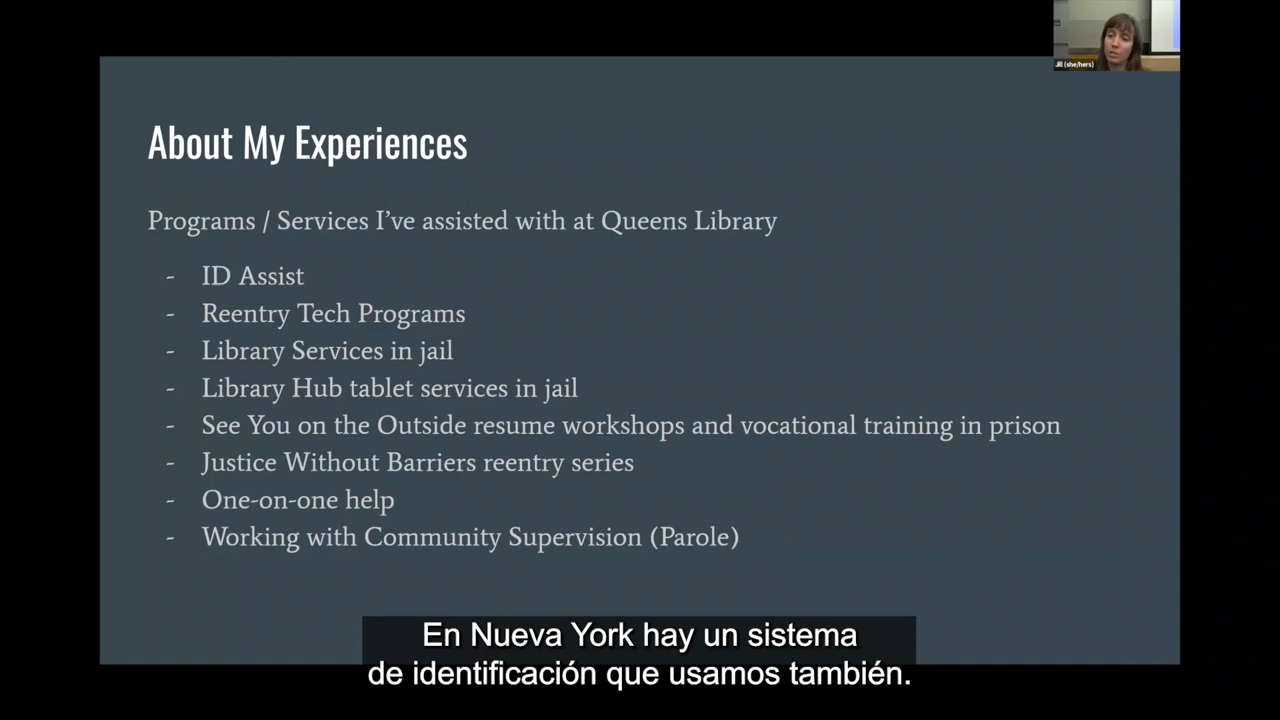 Jill (she/hers)
About My Experiences
Programs / Services I've assisted with at Queens Library
- ID Assist
- Reentry Tech Programs
- Library Services in jail
- Library Hub tablet services in jail
- See You on the Outside resume workshops and vocational training in prison
- Justice Without Barriers reentry series
- One-on-one help
- Working with Community Supervision (Parole)
En Nueva York hay un sistema
de identificación que usamos también.